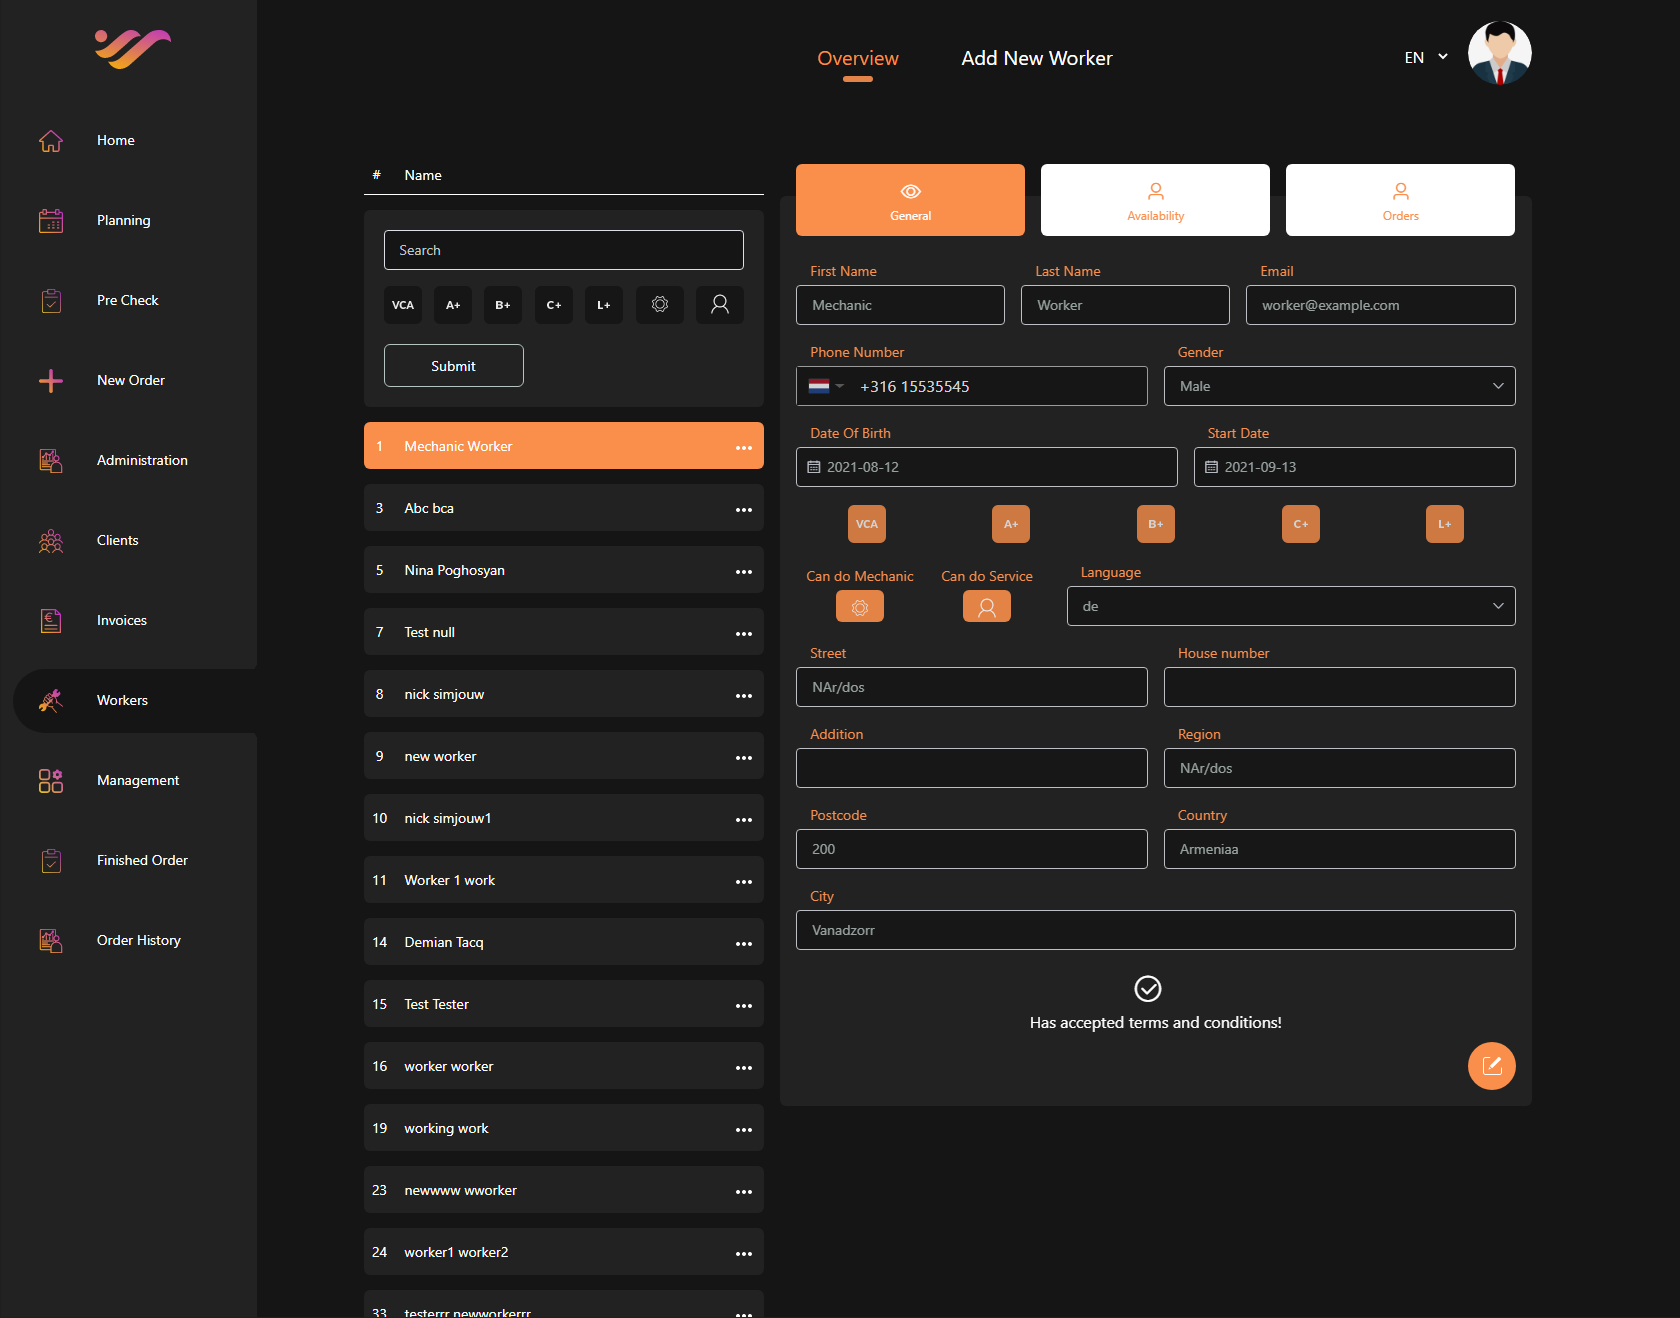 Overview
Add New Worker
EN
Home
Planning
Pre Check
New Order
Administration
Clients
Invoices
Workers
Management
Finished Order
Order History
# Name
Search
VCA A+ B+ C+ L+
Submit
1 Mechanic Worker
3 Abc bca
5 Nina Poghosyan
7 Test null
8 nick simjouw
9 new worker
10 nick simjouw1
11 Worker 1 work
14 Demian Tacq
15 Test Tester
16 worker worker
19 working work
23 newwww wworker
24 worker1 worker2
33 testerrr newworkerrr
General
Availability
Orders
First Name Last Name Email
Mechanic Worker worker@example.com
Phone Number Gender
+316 15535545 Male
Date Of Birth Start Date
2021-08-12 2021-09-13
VCA A+ B+ C+ L+
Can do Mechanic Can do Service Language
de
Street House number
NAr/dos
Addition Region
NAr/dos
Postcode Country
200 Armeniaa
City
Vanadzorr
Has accepted terms and conditions!